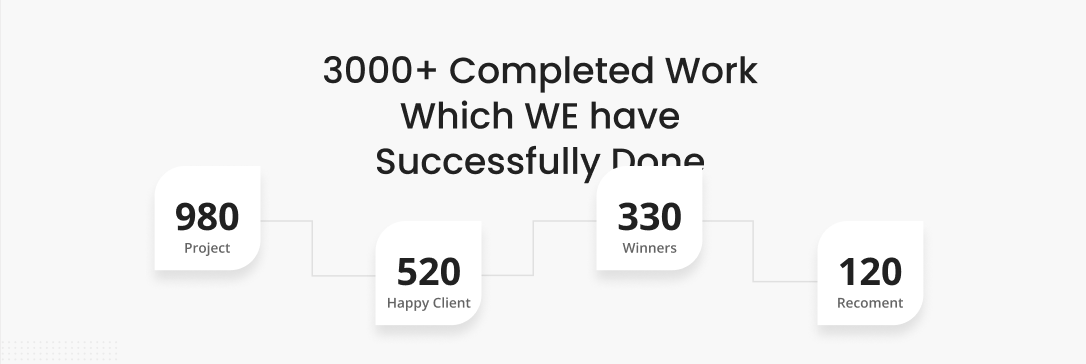 3000+ Completed Work
Which WE have
Successfully Done
980
Project
520
Happy Client
330
Winners
120
Recoment